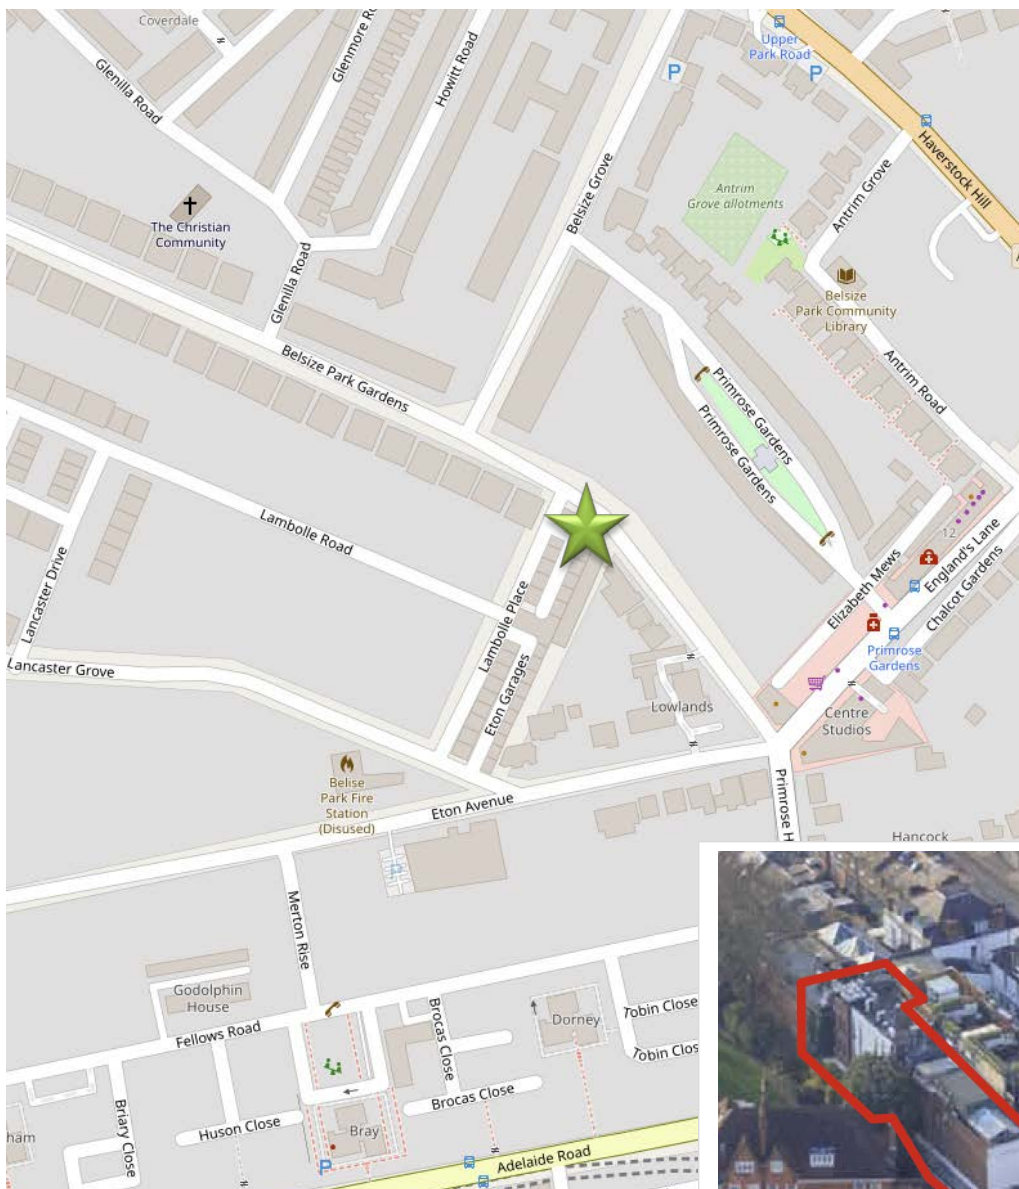 Coverdale
Glenmore Ro
Howitt Road
Upper
Park Road
P
P
Glenilla Road
Haverstock Hill
Antrim Grove
Belsize Grove
Antrim
Grove allotments
The Christian
Community
Glenilla Road
Belsize
Park Community
Library
Antrim Road
Belsize Park Gardens
Primrose Gardens
Primrose Gardens
Lambolle Road
12
England's Lane
Elizabeth Mews
Chalcot Gardens
Lancaster Drive
Lambolle Place
Primrose
Gardens
Lancaster Grove
Eton Garages
Lowlands
Centre
Studios
Belise
Park Fire
Station
(Disused)
Eton Avenue
Primrose H
Hancock
P
Merton Rise
Godolphin
House
Fellows Road
Brocas Close
Dorney
Tobin Close
Tobin Clos
Brocas Close
Briary Close
Huson Close
Bray
ham
P
Adelaide Road